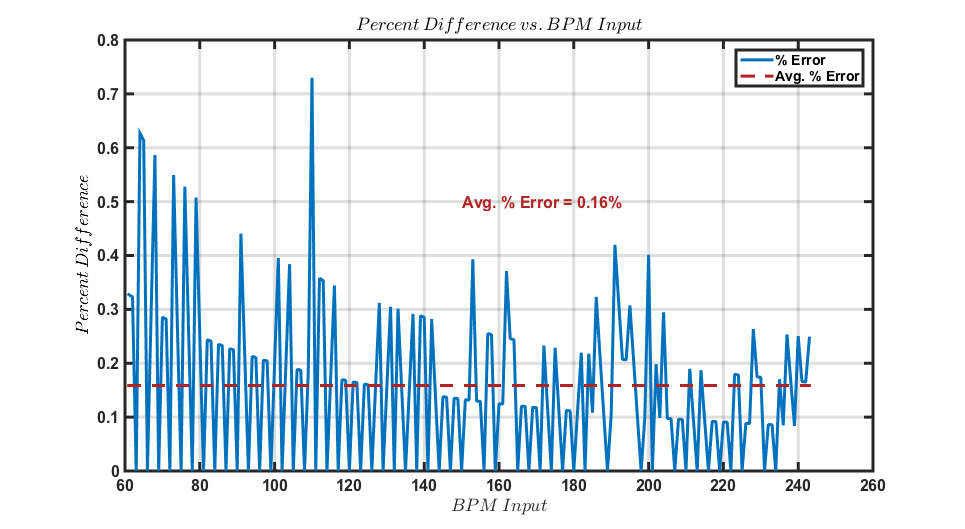 Percent Difference vs. BPM Input
% Error
Avg. % Error
Avg. % Error = 0.16%
Percent Difference
0.8
0.7
0.6
0.5
0.4
0.3
0.2
0.1
0
60 80 100 120 140 160 180 200 220 240 260
BPM Input